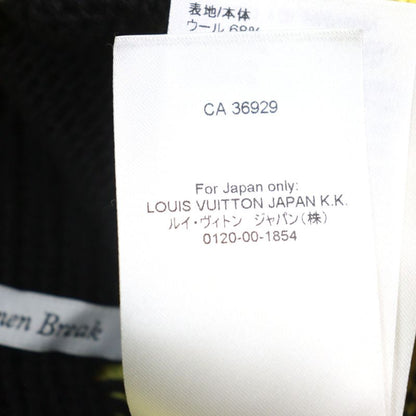 表地/本体
ウール 68%
CA 36929
For Japan only:
LOUIS VUITTON JAPAN K.K.
ルイ・ヴィトン ジャパン(株)
0120-00-1854
Break